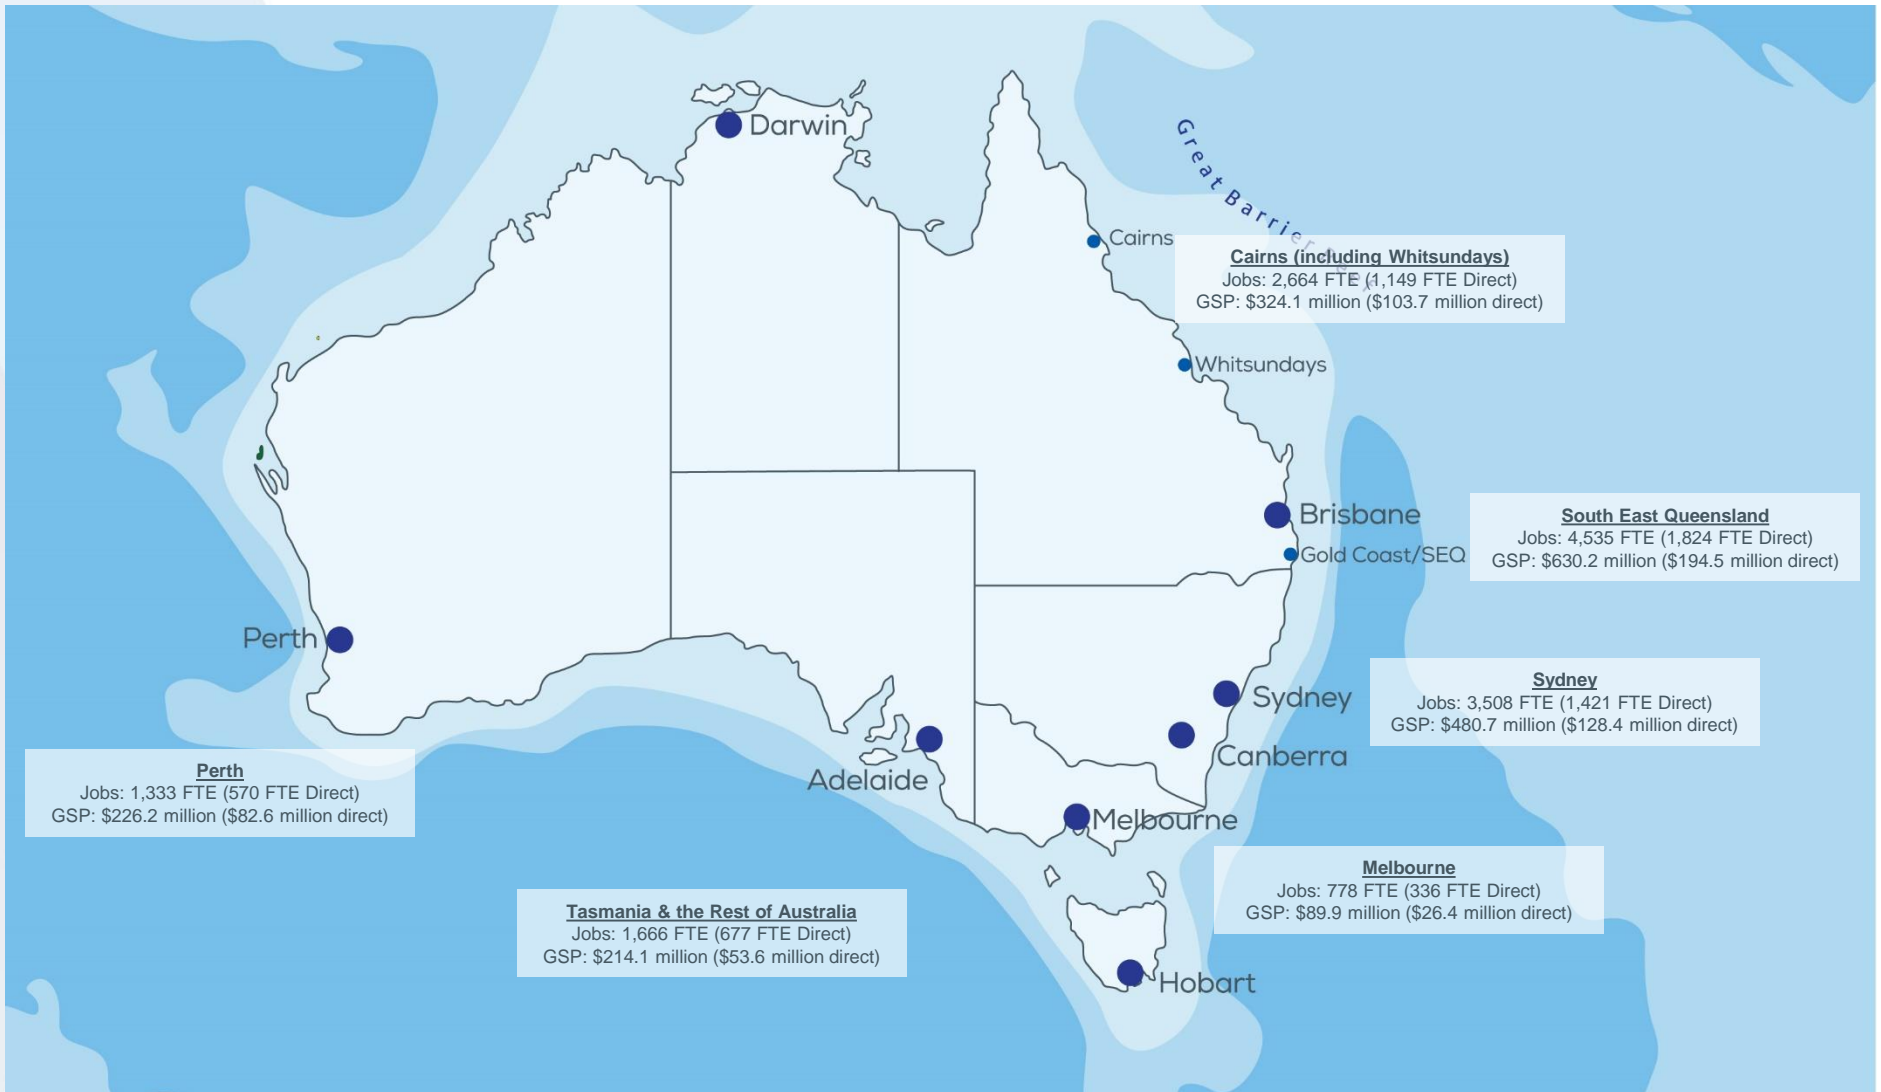 Darwin
Great Barrier Reef
Cairns
Cairns (including Whitsundays)
Jobs: 2,664 FTE (1,149 FTE Direct)
GSP: $324.1 million ($103.7 million direct)
Whitsundays
Brisbane
Gold Coast/SEQ
South East Queensland
Jobs: 4,535 FTE (1,824 FTE Direct)
GSP: $630.2 million ($194.5 million direct)
Perth
Sydney
Sydney
Jobs: 3,508 FTE (1,421 FTE Direct)
GSP: $480.7 million ($128.4 million direct)
Canberra
Adelaide
Perth
Jobs: 1,333 FTE (570 FTE Direct)
GSP: $226.2 million ($82.6 million direct)
Melbourne
Melbourne
Jobs: 778 FTE (336 FTE Direct)
GSP: $89.9 million ($26.4 million direct)
Tasmania & the Rest of Australia
Jobs: 1,666 FTE (677 FTE Direct)
GSP: $214.1 million ($53.6 million direct)
Hobart